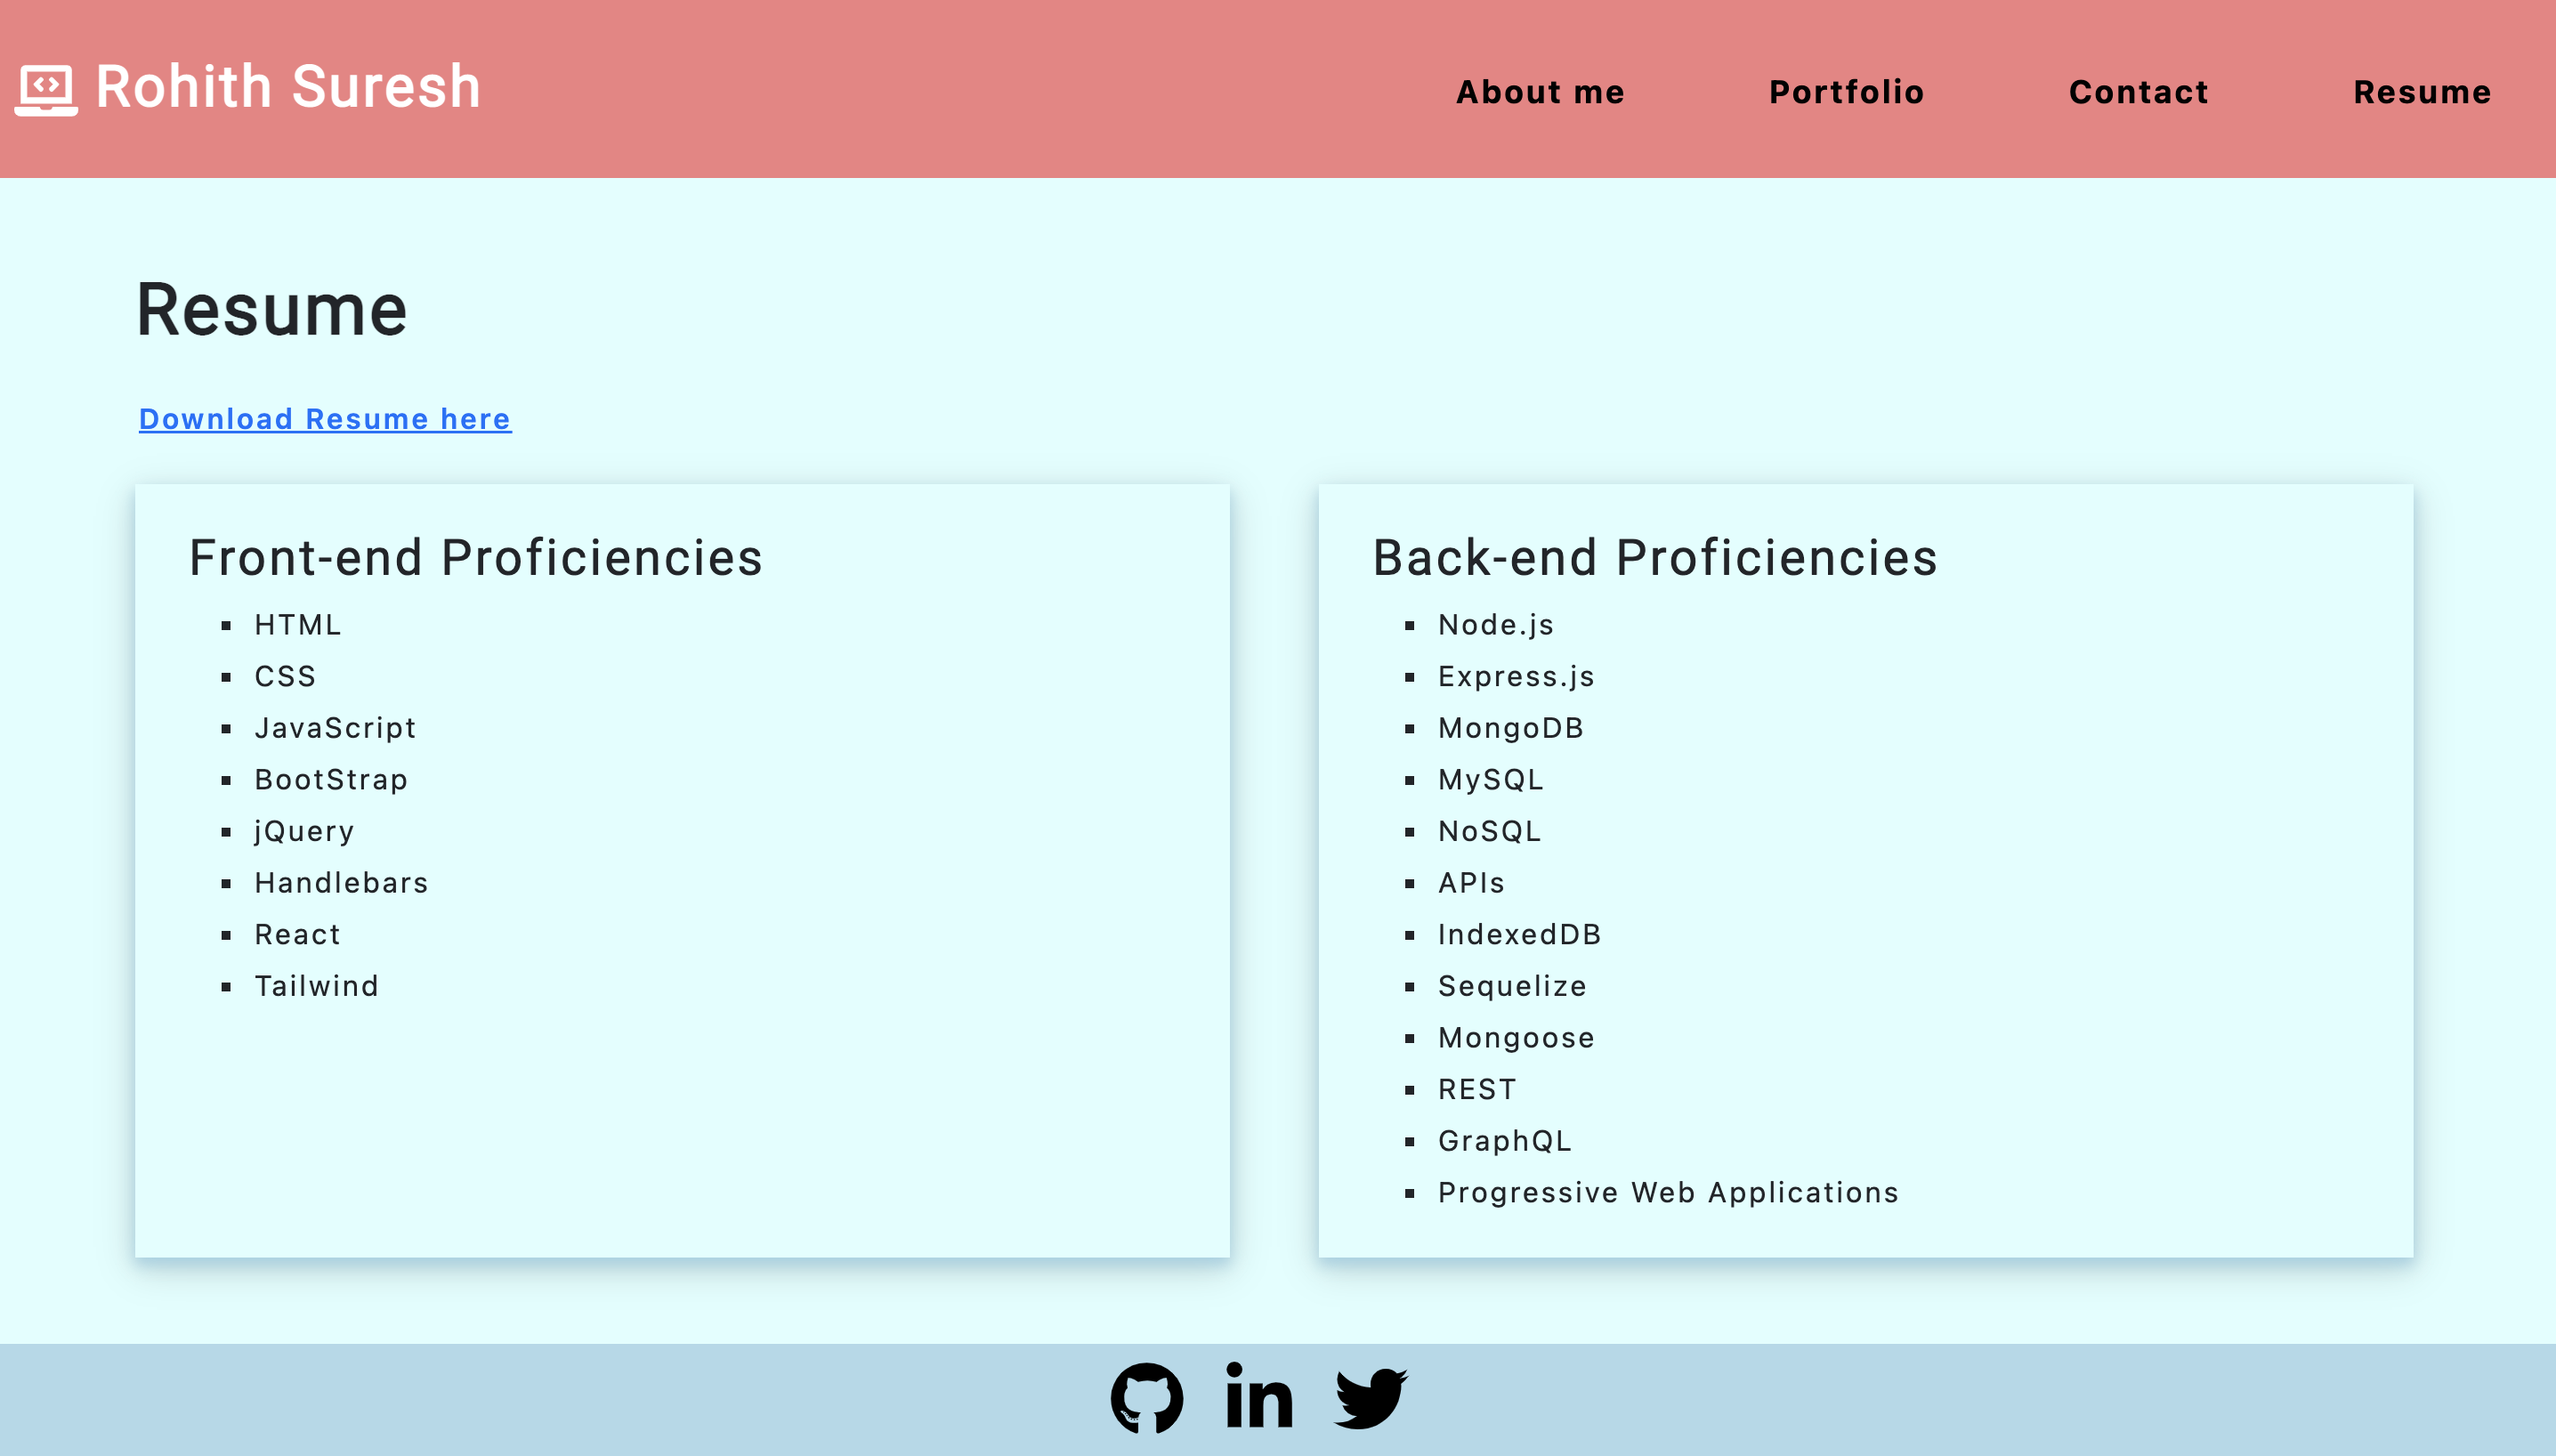 Rohith Suresh
About me
Portfolio
Contact
Resume
Resume
Download Resume here
Front-end Proficiencies
HTML
CSS
JavaScript
BootStrap
jQuery
Handlebars
React
Tailwind
Back-end Proficiencies
Node.js
Express.js
MongoDB
MySQL
NoSQL
APIs
IndexedDB
Sequelize
Mongoose
REST
GraphQL
Progressive Web Applications
in